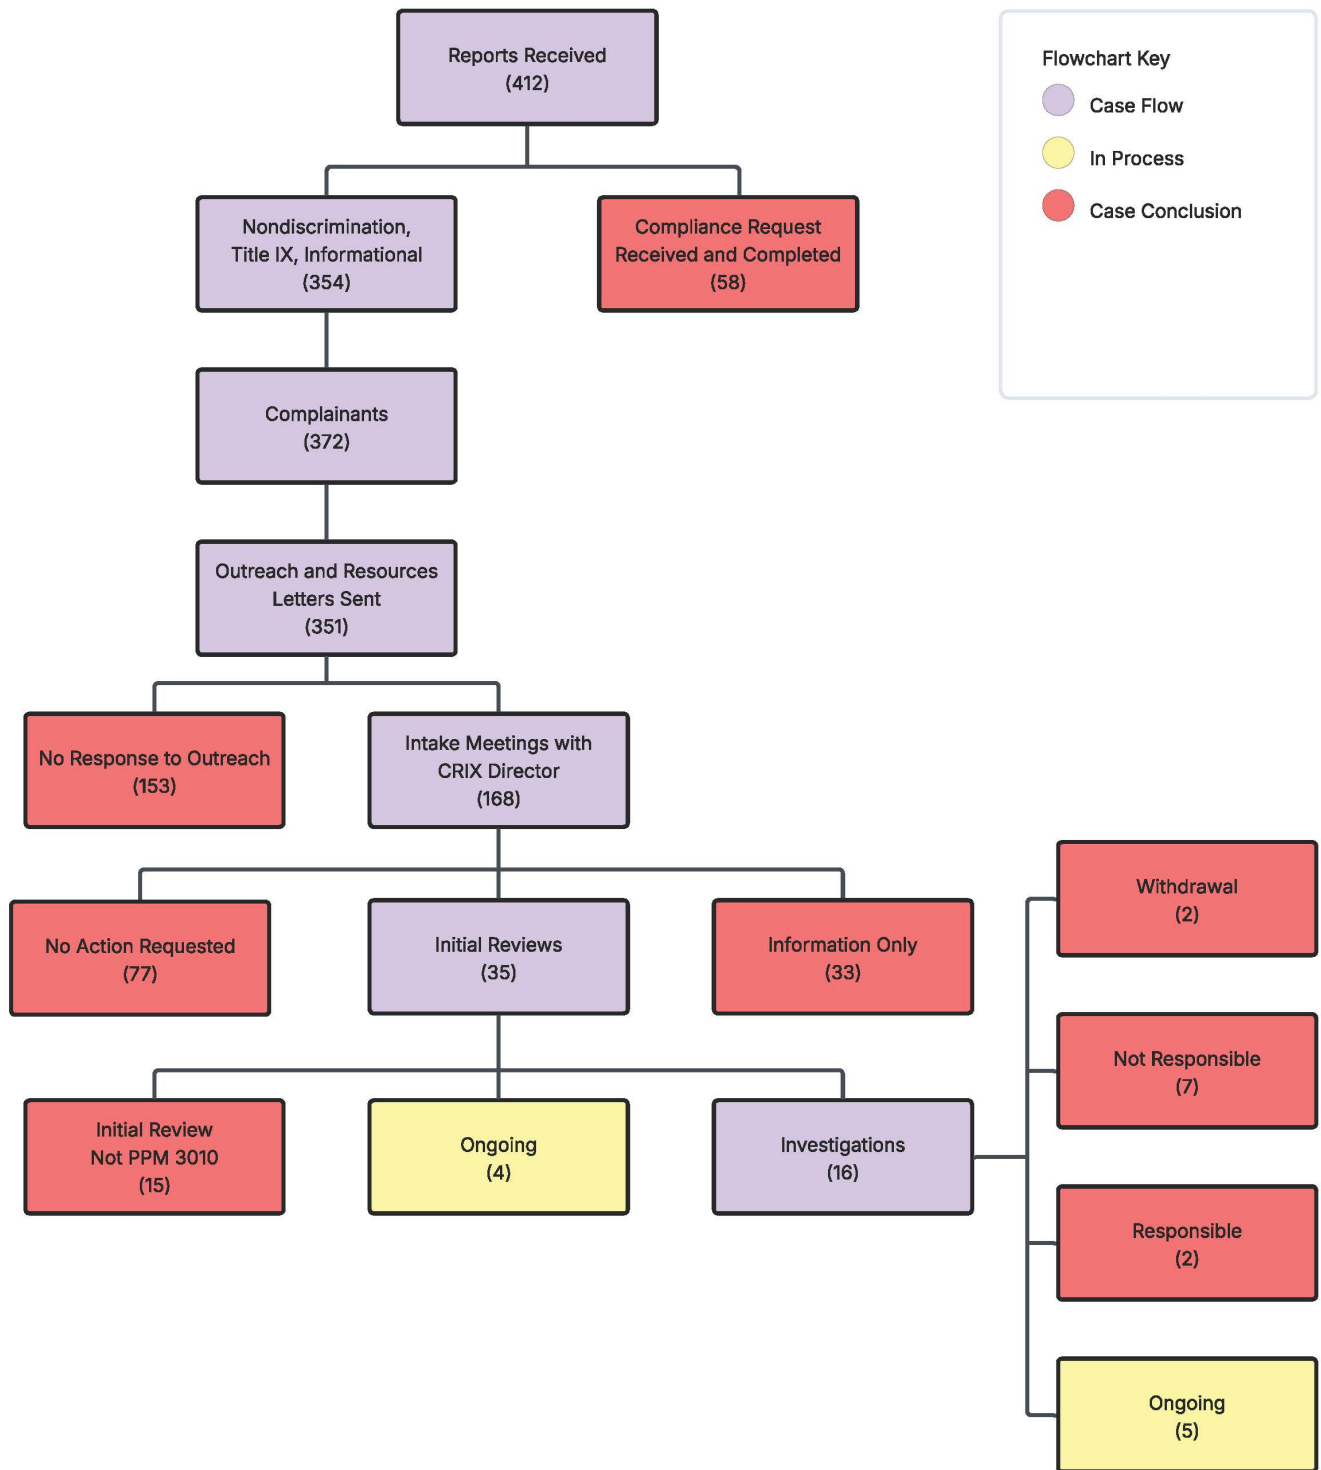 Reports Received
(412)
Flowchart Key
Case Flow
In Process
Case Conclusion
Nondiscrimination,
Title IX, Informational
(354)
Compliance Request
Received and Completed
(58)
Complainants
(372)
Outreach and Resources
Letters Sent
(351)
No Response to Outreach
(153)
Intake Meetings with
CRIX Director
(168)
No Action Requested
(77)
Initial Reviews
(35)
Information Only
(33)
Initial Review
Not PPM 3010
(15)
Ongoing
(4)
Investigations
(16)
Withdrawal
(2)
Not Responsible
(7)
Responsible
(2)
Ongoing
(5)